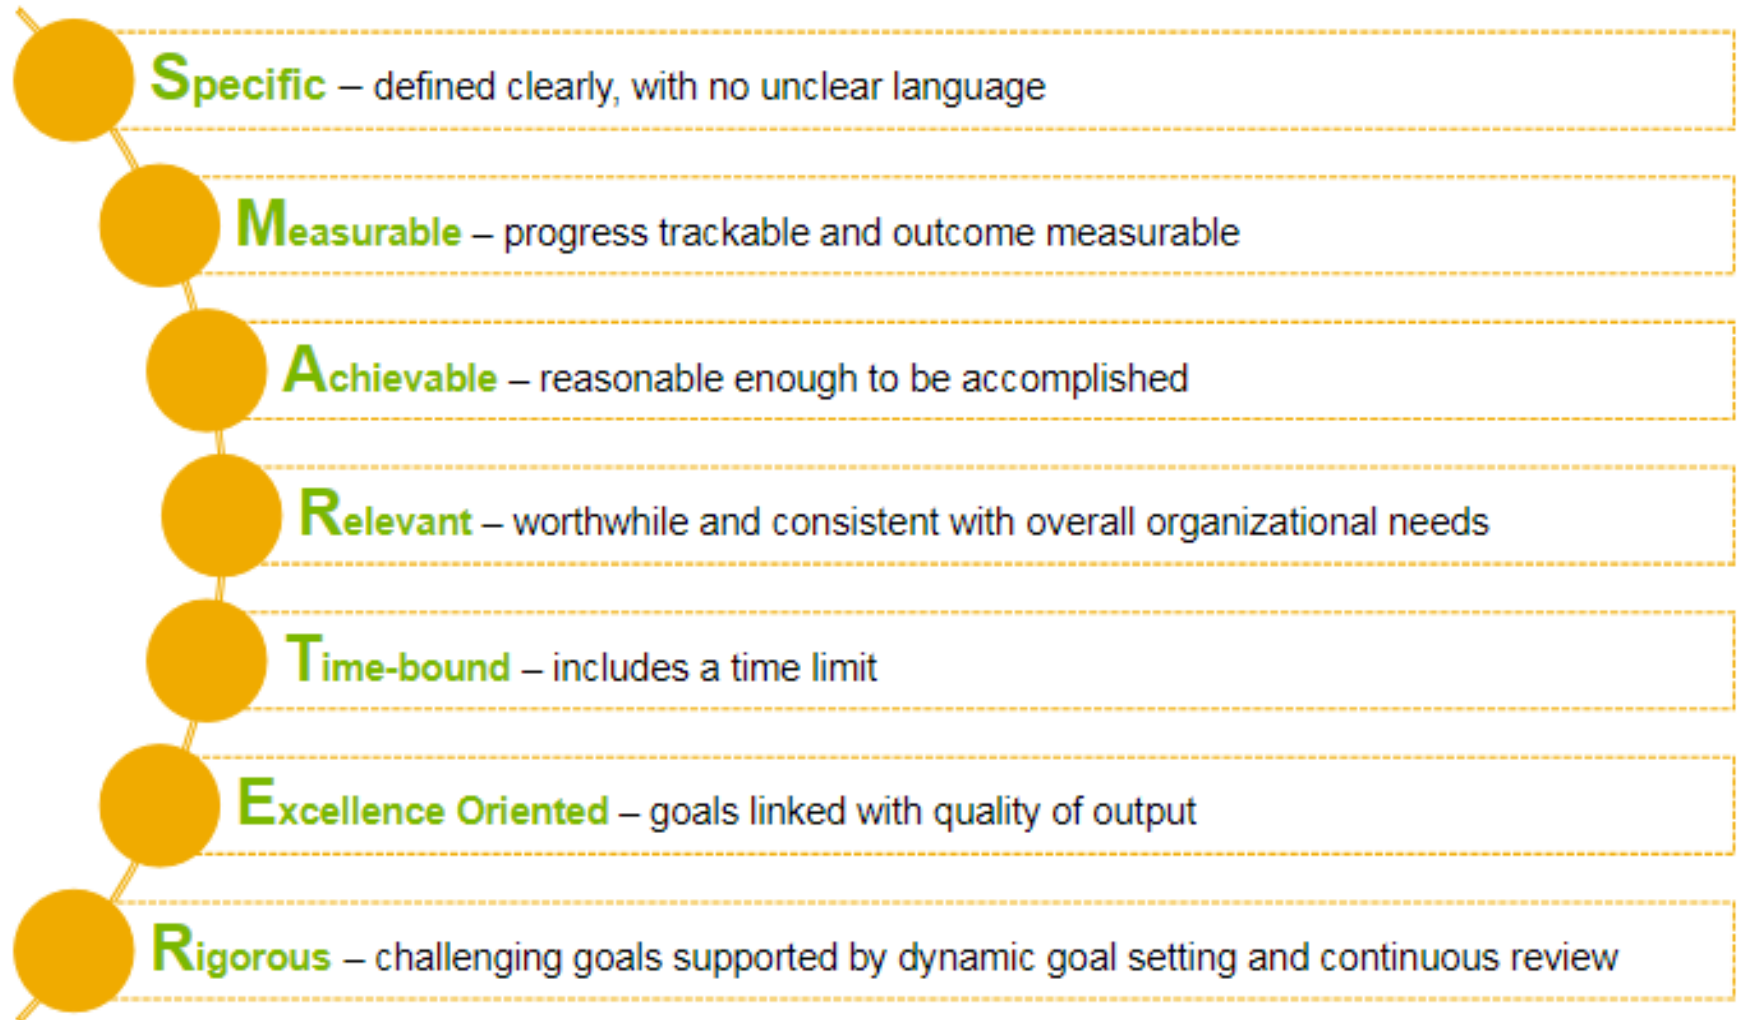 Specific – defined clearly, with no unclear language
Measurable – progress trackable and outcome measurable
Achievable – reasonable enough to be accomplished
Relevant – worthwhile and consistent with overall organizational needs
Time-bound – includes a time limit
Excellence Oriented – goals linked with quality of output
Rigorous – challenging goals supported by dynamic goal setting and continuous review